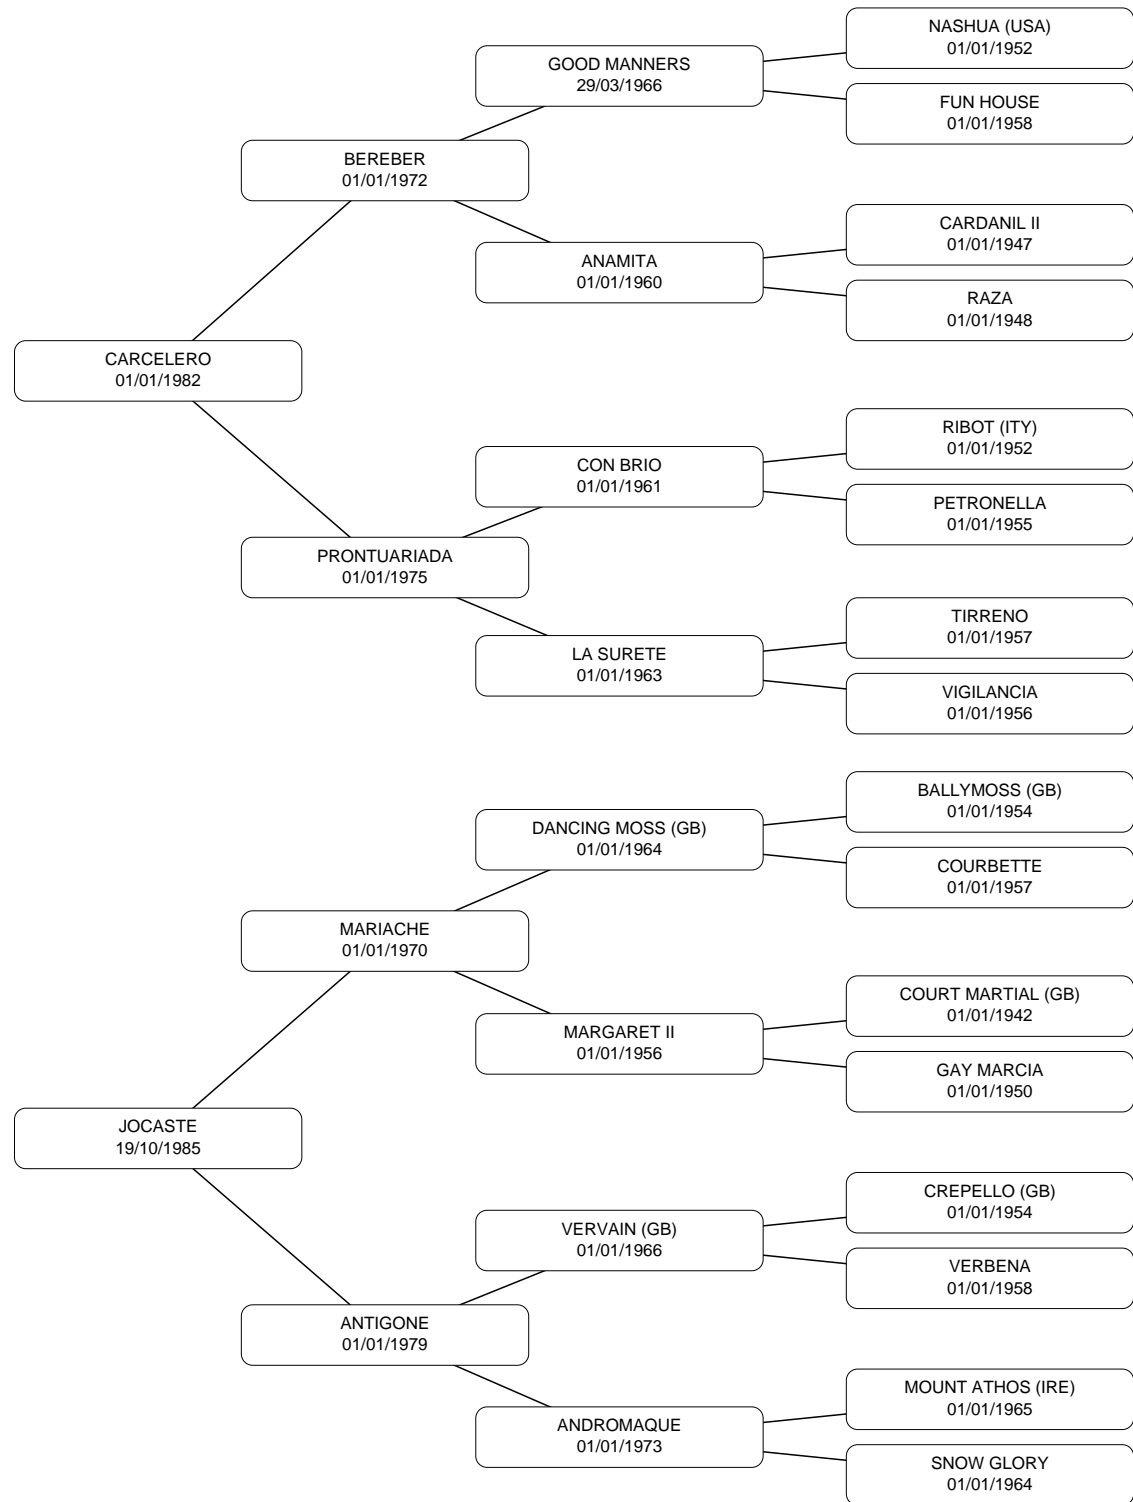 NASHUA (USA)
01/01/1952
GOOD MANNERS
29/03/1966
FUN HOUSE
01/01/1958
BEREBER
01/01/1972
CARDANIL II
01/01/1947
ANAMITA
01/01/1960
RAZA
01/01/1948
CARCELERO
01/01/1982
RIBOT (ITY)
01/01/1952
CON BRIO
01/01/1961
PETRONELLA
01/01/1955
PRONTUARIADA
01/01/1975
TIRRENO
01/01/1957
LA SURETE
01/01/1963
VIGILANCIA
01/01/1956
BALLYMOSS (GB)
01/01/1954
DANCING MOSS (GB)
01/01/1964
COURBETTE
01/01/1957
MARIACHE
01/01/1970
COURT MARTIAL (GB)
01/01/1942
MARGARET II
01/01/1956
GAY MARCIA
01/01/1950
JOCASTE
19/10/1985
CREPELLO (GB)
01/01/1954
VERVAIN (GB)
01/01/1966
VERBENA
01/01/1958
ANTIGONE
01/01/1979
MOUNT ATHOS (IRE)
01/01/1965
ANDROMAQUE
01/01/1973
SNOW GLORY
01/01/1964